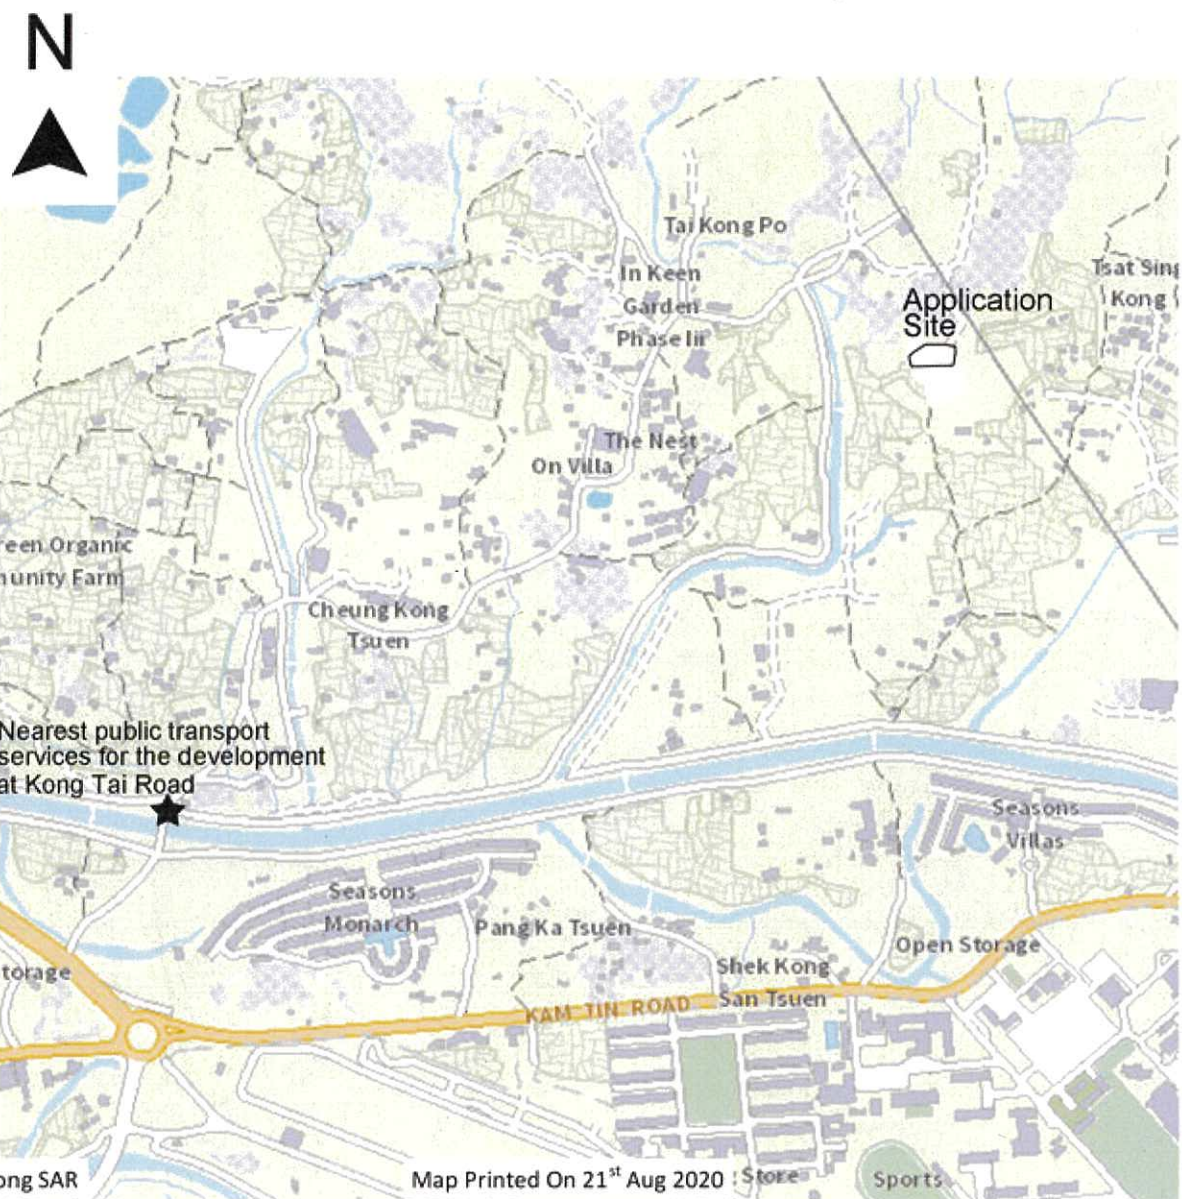 N
Tai Kong Po
In Keen
Garden
Phase III
Tsat Sing
Kong
Application
Site
The Nest
On Villa
reen Organic
nunity Farm
Cheung Kong
Tsuen
Nearest public transport
services for the development
at Kong Tai Road
Seasons
Villas
Seasons
Monarch
Pang Ka Tsuen
Open Storage
torage
Shek Kong
San Tsuen
KAM TIN ROAD
ong SAR
Map Printed On 21st Aug 2020
Store
Sports